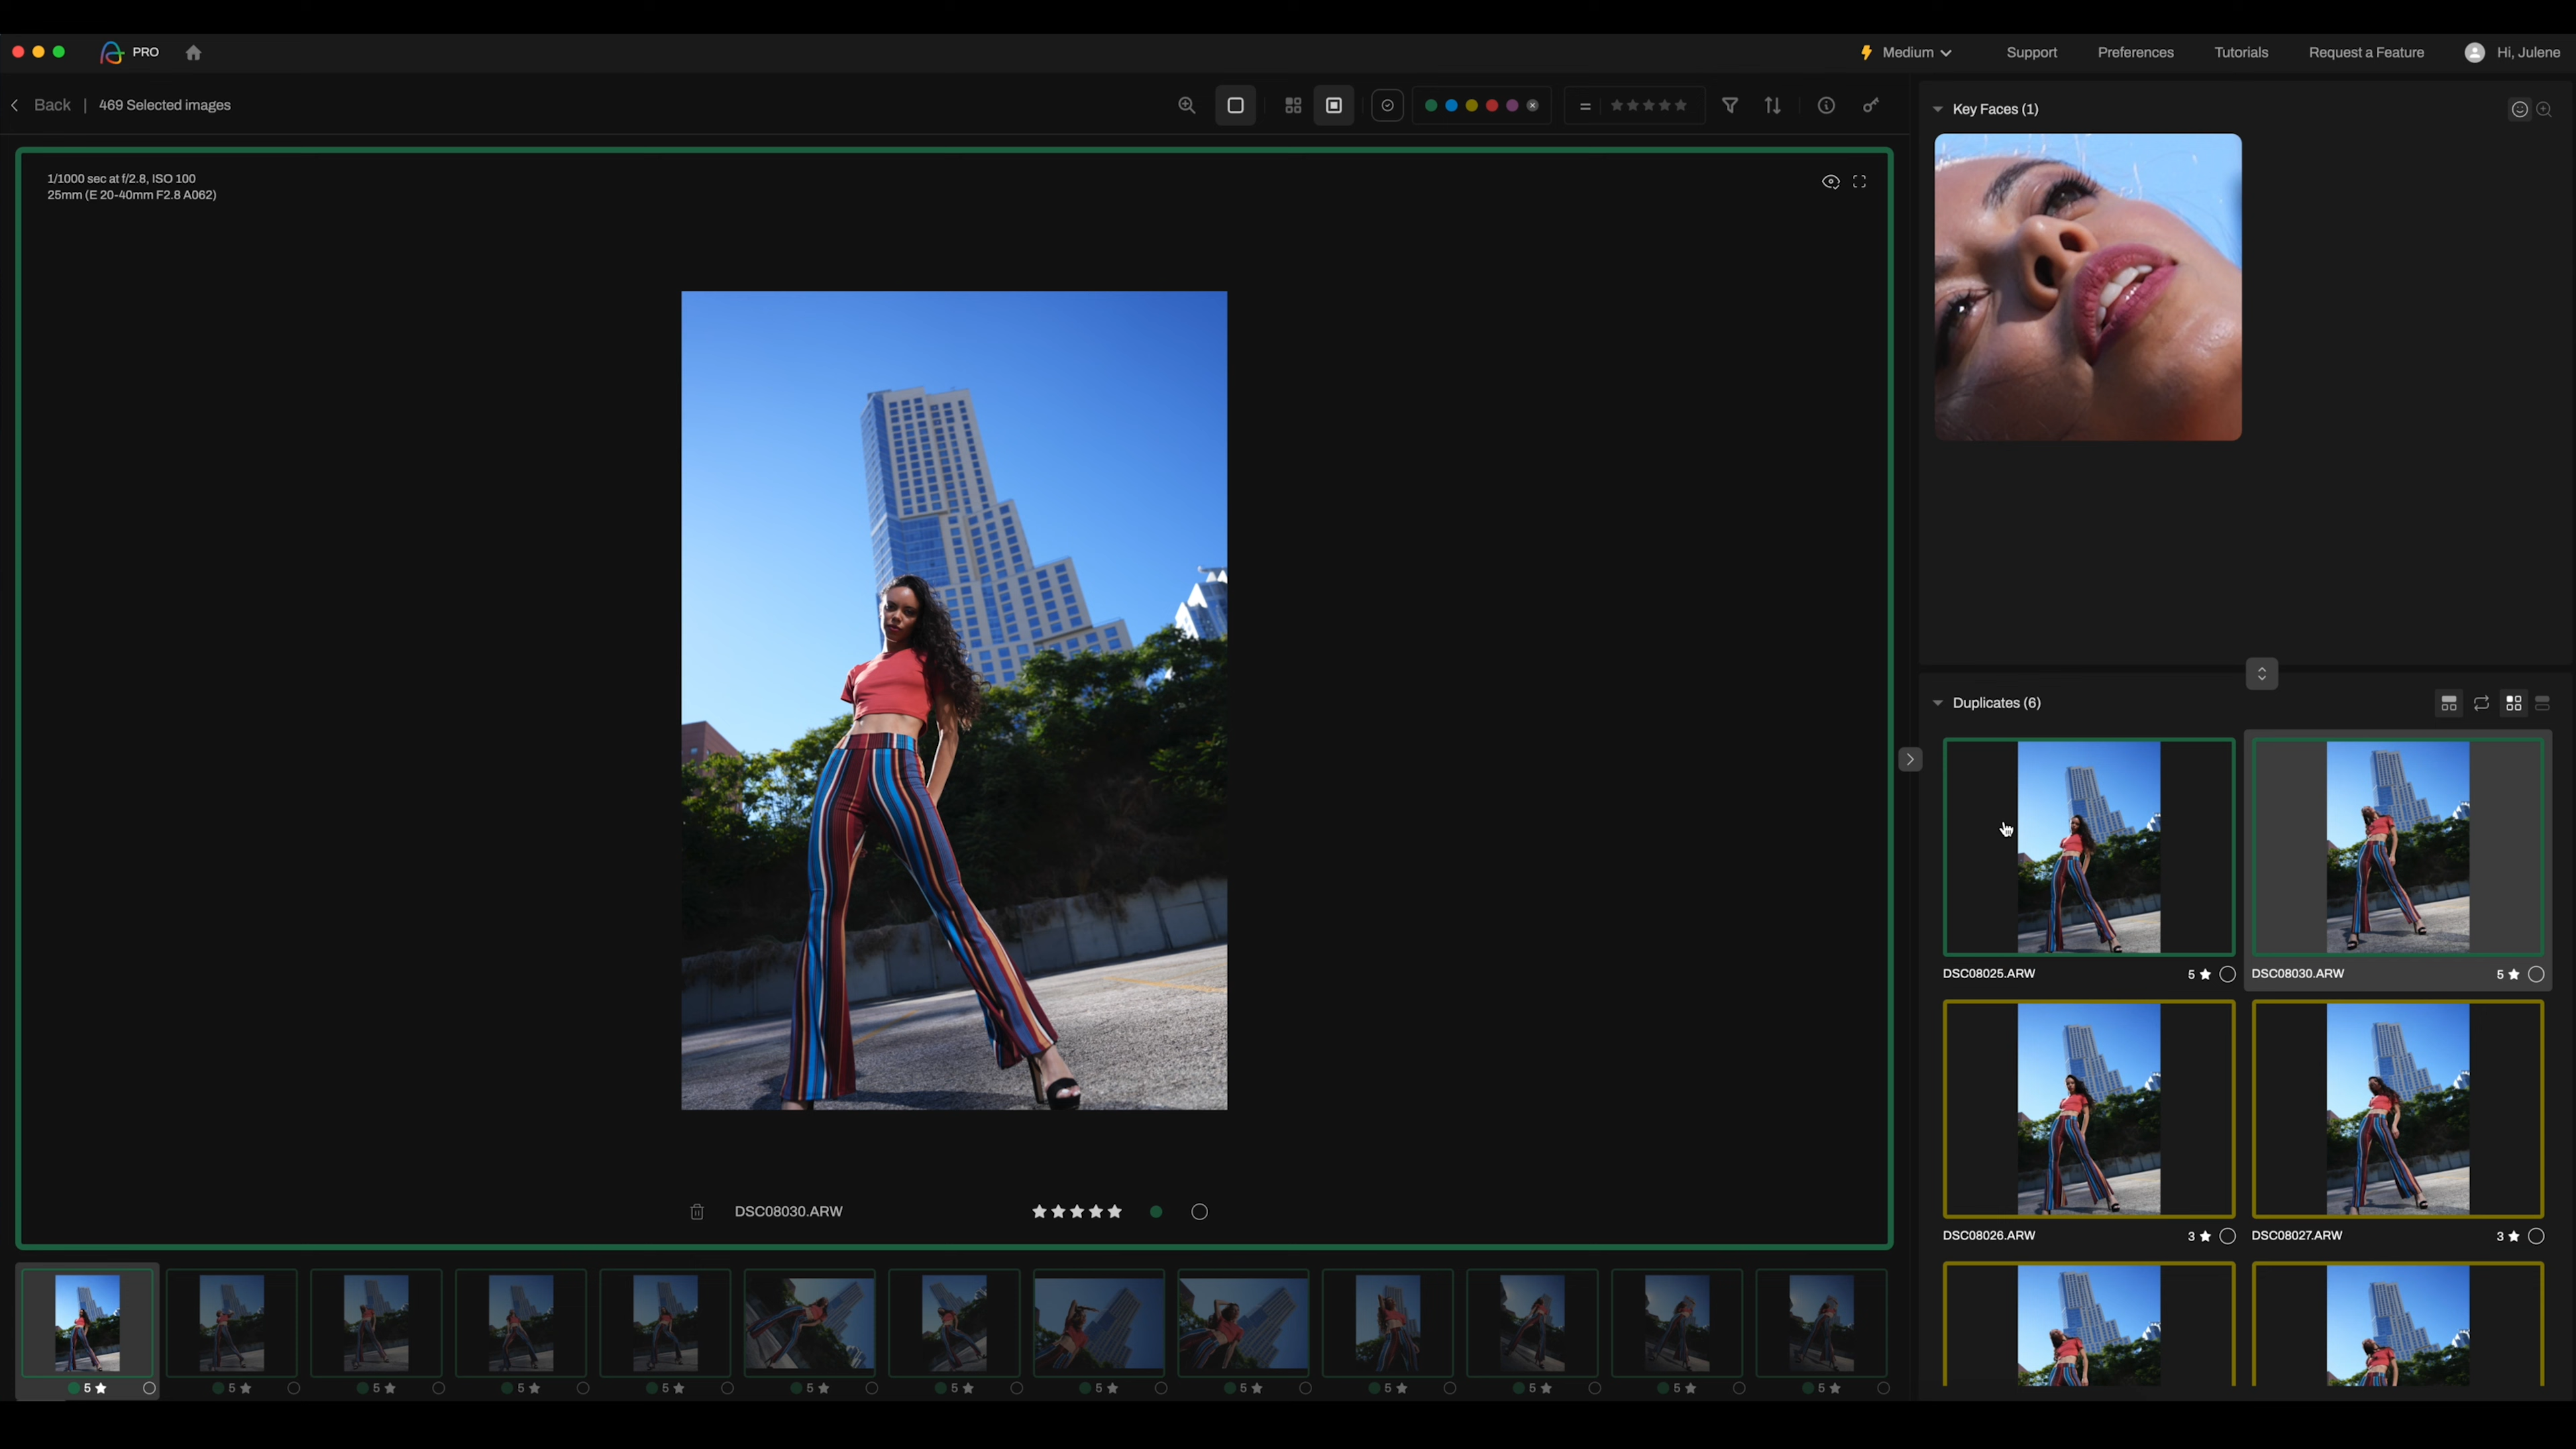 PRO
Medium
Support
Preferences
Tutorials
Request a Feature
Hi, Julene
Back | 469 Selected images
=
1/1000 sec at f/2.8, ISO 100
25mm (E 20-40mm F2.8 A062)
DSC08030.ARW
5
5
5
5
5
5
5
5
5
5
5
5
5
Key Faces (1)
Duplicates (6)
DSC08025.ARW 5
DSC08030.ARW 5
DSC08026.ARW 3
DSC08027.ARW 3